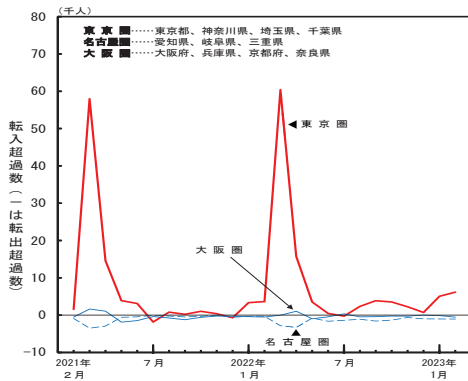 (千人)
80
70
60
50
40
30
20
10
0
-10
東京圏……東京都、神奈川県、埼玉県、千葉県
名古屋圏……愛知県、岐阜県、三重県
大阪圏……大阪府、兵庫県、京都府、奈良県
転入超過数(-は転出超過数)
東京圏
大阪圏
名古屋圏
2021年 2022年 2023年
2月 7月 1月 7月 1月